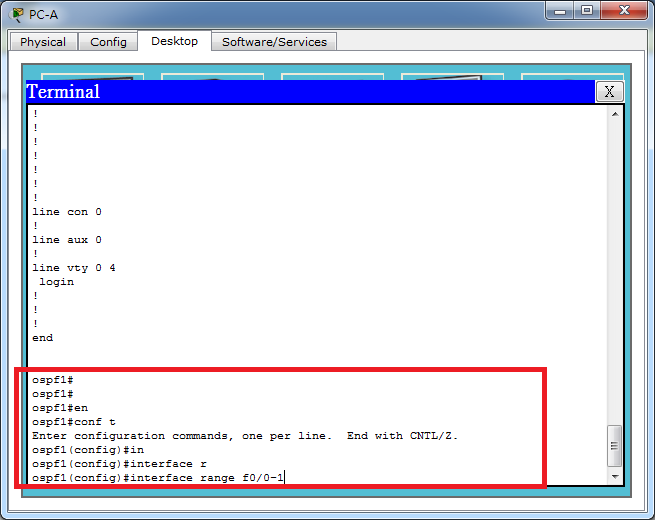 PC-A
Physical Config Desktop Software/Services
Terminal X
!
!
!
!
!
!
!
line con 0
!
line aux 0
!
line vty 0 4
 login
!
!
!
end
ospf1#
ospf1#
ospf1#en
ospf1#conf t
Enter configuration commands, one per line.  End with CNTL/Z.
ospf1(config)#in
ospf1(config)#interface r
ospf1(config)#interface range f0/0-1